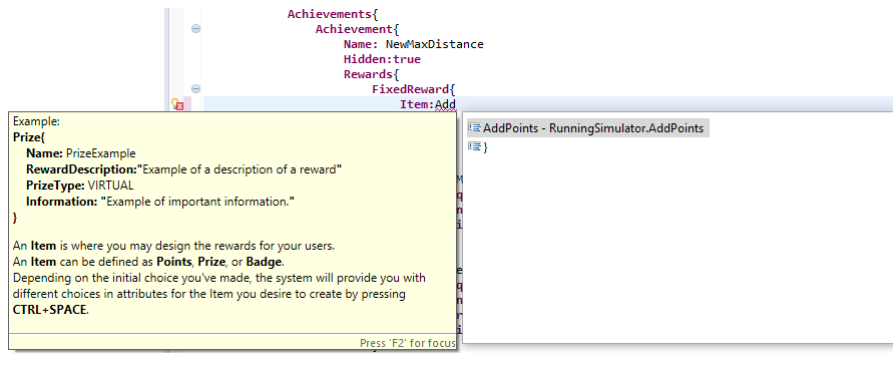 Achievements{
Achievement{
Name: NewMaxDistance
Hidden:true
Rewards{
FixedReward{
Item:Add
Example:
Prize{
Name: PrizeExample
RewardDescription:"Example of a description of a reward"
PrizeType: VIRTUAL
Information: "Example of important information."
}
An Item is where you may design the rewards for your users.
An Item can be defined as Points, Prize, or Badge.
Depending on the initial choice you've made, the system will provide you with
different choices in attributes for the Item you desire to create by pressing
CTRL+SPACE.
Press 'F2' for focus
AddPoints - RunningSimulator.AddPoints
}